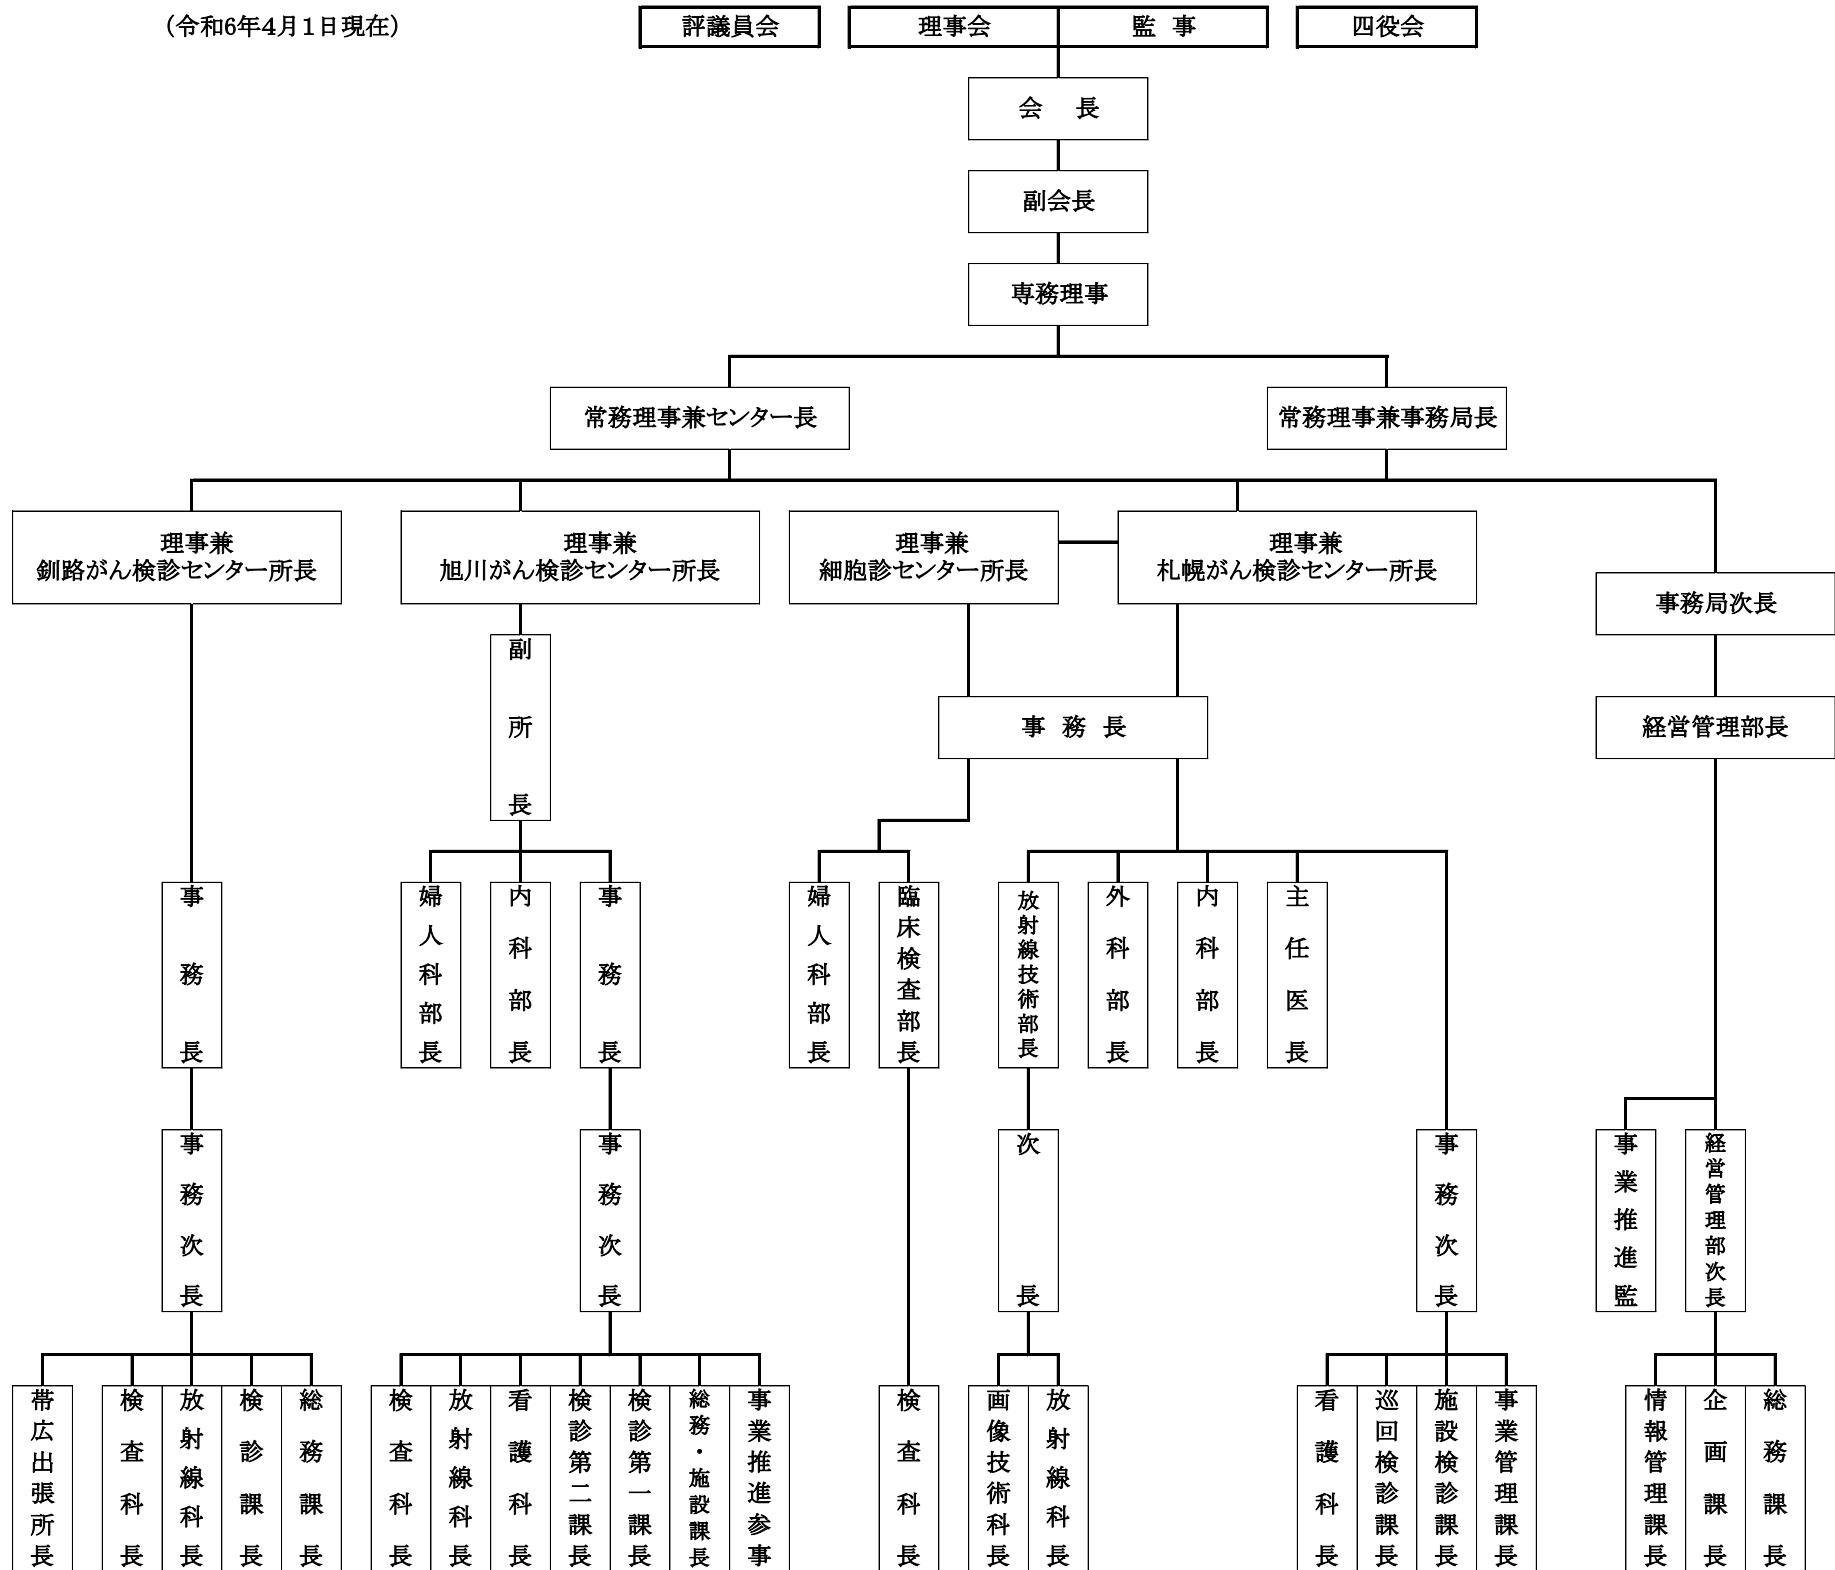 （令和6年4月1日現在）
評議員会
理事会
監　事
四役会
会　長
副会長
専務理事
常務理事兼センター長
常務理事兼事務局長
理事兼
釧路がん検診センター所長
理事兼
旭川がん検診センター所長
理事兼
細胞診センター所長
理事兼
札幌がん検診センター所長
事務局次長
副所長
事　務　長
経営管理部長
事務長
婦人科部長
内科部長
事務長
婦人科部長
臨床検査部長
放射線技術部長
外科部長
内科部長
主任医長
事務次長
事務次長
次長
事務次長
事業推進監
経営管理部次長
帯広出張所長
検査科長
放射線科長
検診課長
総務課長
検査科長
放射線科長
看護科長
検診第二課長
検診第一課長
総務・施設課長
事業推進参事
検査科長
画像技術科長
放射線科長
看護科長
巡回検診課長
施設検診課長
事業管理課長
情報管理課長
企画課長
総務課長